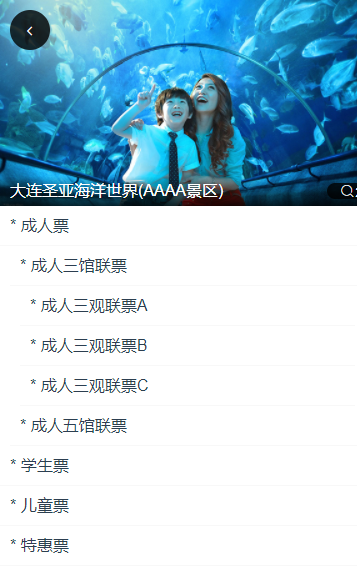 大连圣亚海洋世界(AAAA景区)
* 成人票
* 成人三馆联票
* 成人三观联票A
* 成人三观联票B
* 成人三观联票C
* 成人五馆联票
* 学生票
* 儿童票
* 特惠票